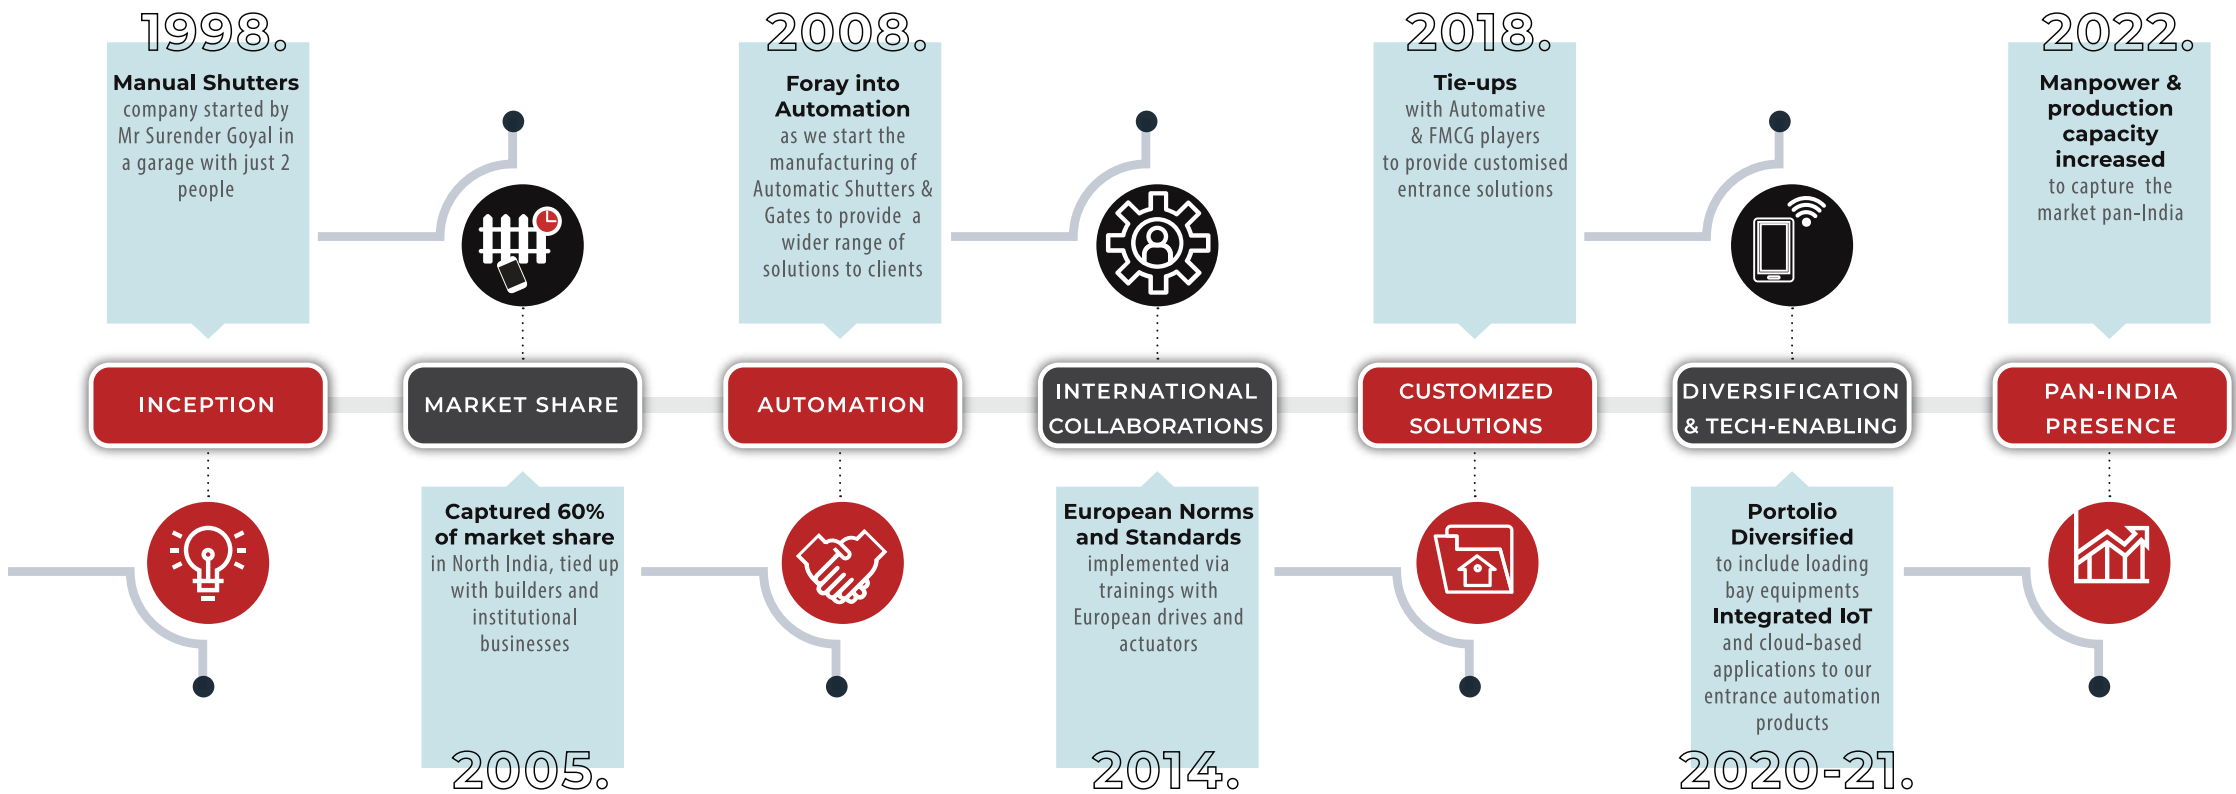 1998.
Manual Shutters
company started by
Mr Surender Goyal in
a garage with just 2
people
INCEPTION
MARKET SHARE
Captured 60%
of market share
in North India, tied up
with builders and
institutional
businesses
2005.
2008.
Foray into
Automation
as we start the
manufacturing of
Automatic Shutters &
Gates to provide a
wider range of
solutions to clients
AUTOMATION
INTERNATIONAL
COLLABORATIONS
European Norms
and Standards
implemented via
trainings with
European drives and
actuators
2014.
2018.
Tie-ups
with Automative
& FMCG players
to provide customised
entrance solutions
CUSTOMIZED
SOLUTIONS
DIVERSIFICATION
& TECH-ENABLING
Portolio
Diversified
to include loading
bay equipments
Integrated IoT
and cloud-based
applications to our
entrance automation
products
2020-21.
2022.
Manpower &
production
capacity
increased
to capture the
market pan-India
PAN-INDIA
PRESENCE